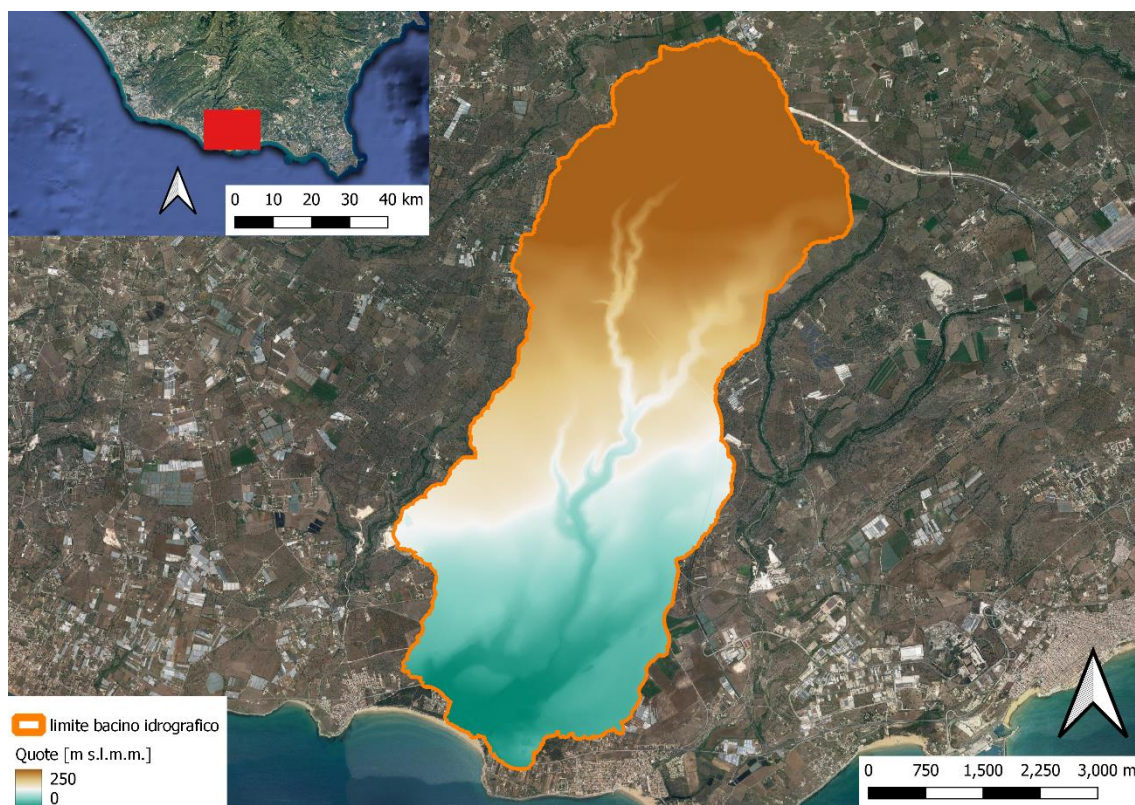 0 10 20 30 40 km
limite bacino idrografico
Quote [m s.l.m.m.]
250
0
0 750 1,500 2,250 3,000 m